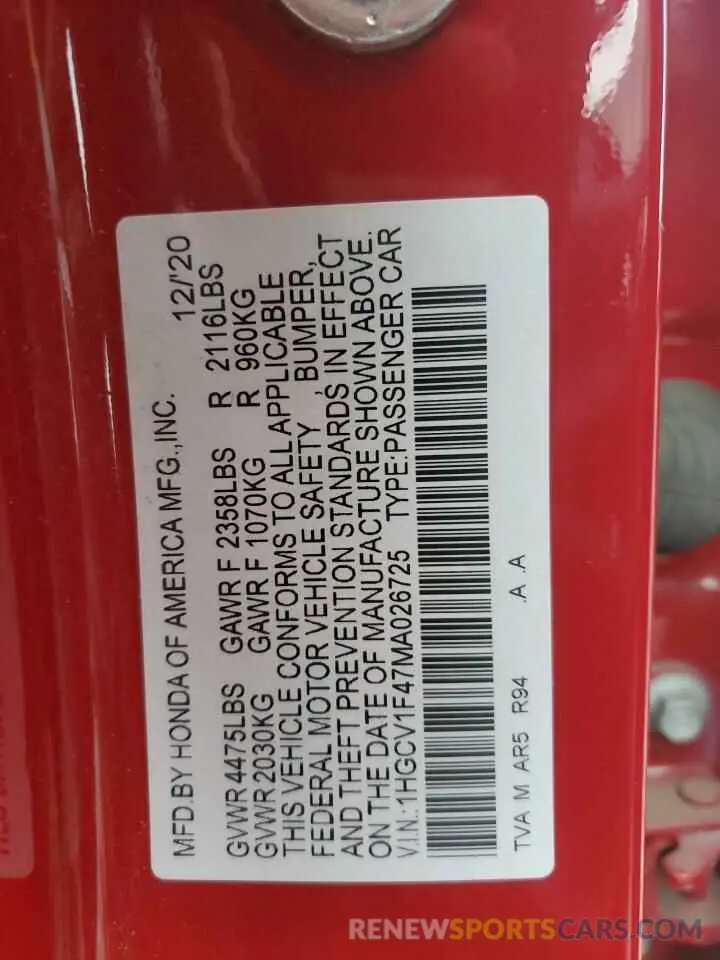 MFD.BY HONDA OF AMERICA MFG.,INC. 12/'20
GVWR 4475LBS GAWR F 2358LBS R 2116LBS
GVWR 2030KG GAWR F 1070KG R 960KG
THIS VEHICLE CONFORMS TO ALL APPLICABLE
FEDERAL MOTOR VEHICLE SAFETY , BUMPER,
AND THEFT PREVENTION STANDARDS IN EFFECT
ON THE DATE OF MANUFACTURE SHOWN ABOVE.
V.I.N.:1HGCV1F47MA026725 TYPE:PASSENGER CAR
TVA M AR5 R94 .A .A
RENEWSPORTSCARS.COM